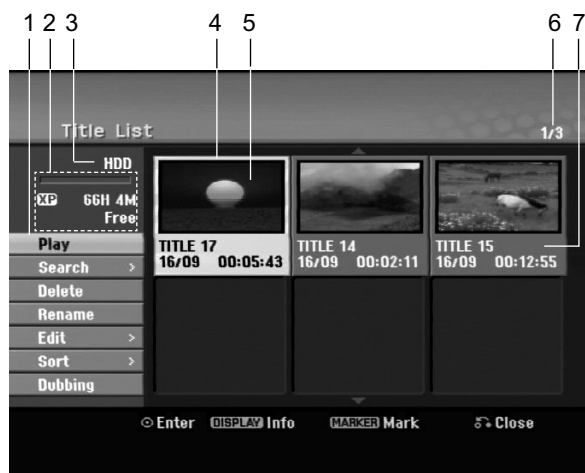 1 2 3 4 5 6 7
Title List
1/3
HDD
XP 66H 4M
Free
Play
Search >
Delete
Rename
Edit >
Sort >
Dubbing
TITLE 17
16/09 00:05:43
TITLE 14
16/09 00:02:11
TITLE 15
16/09 00:12:55
Enter DISPLAY Info MARKER Mark Close